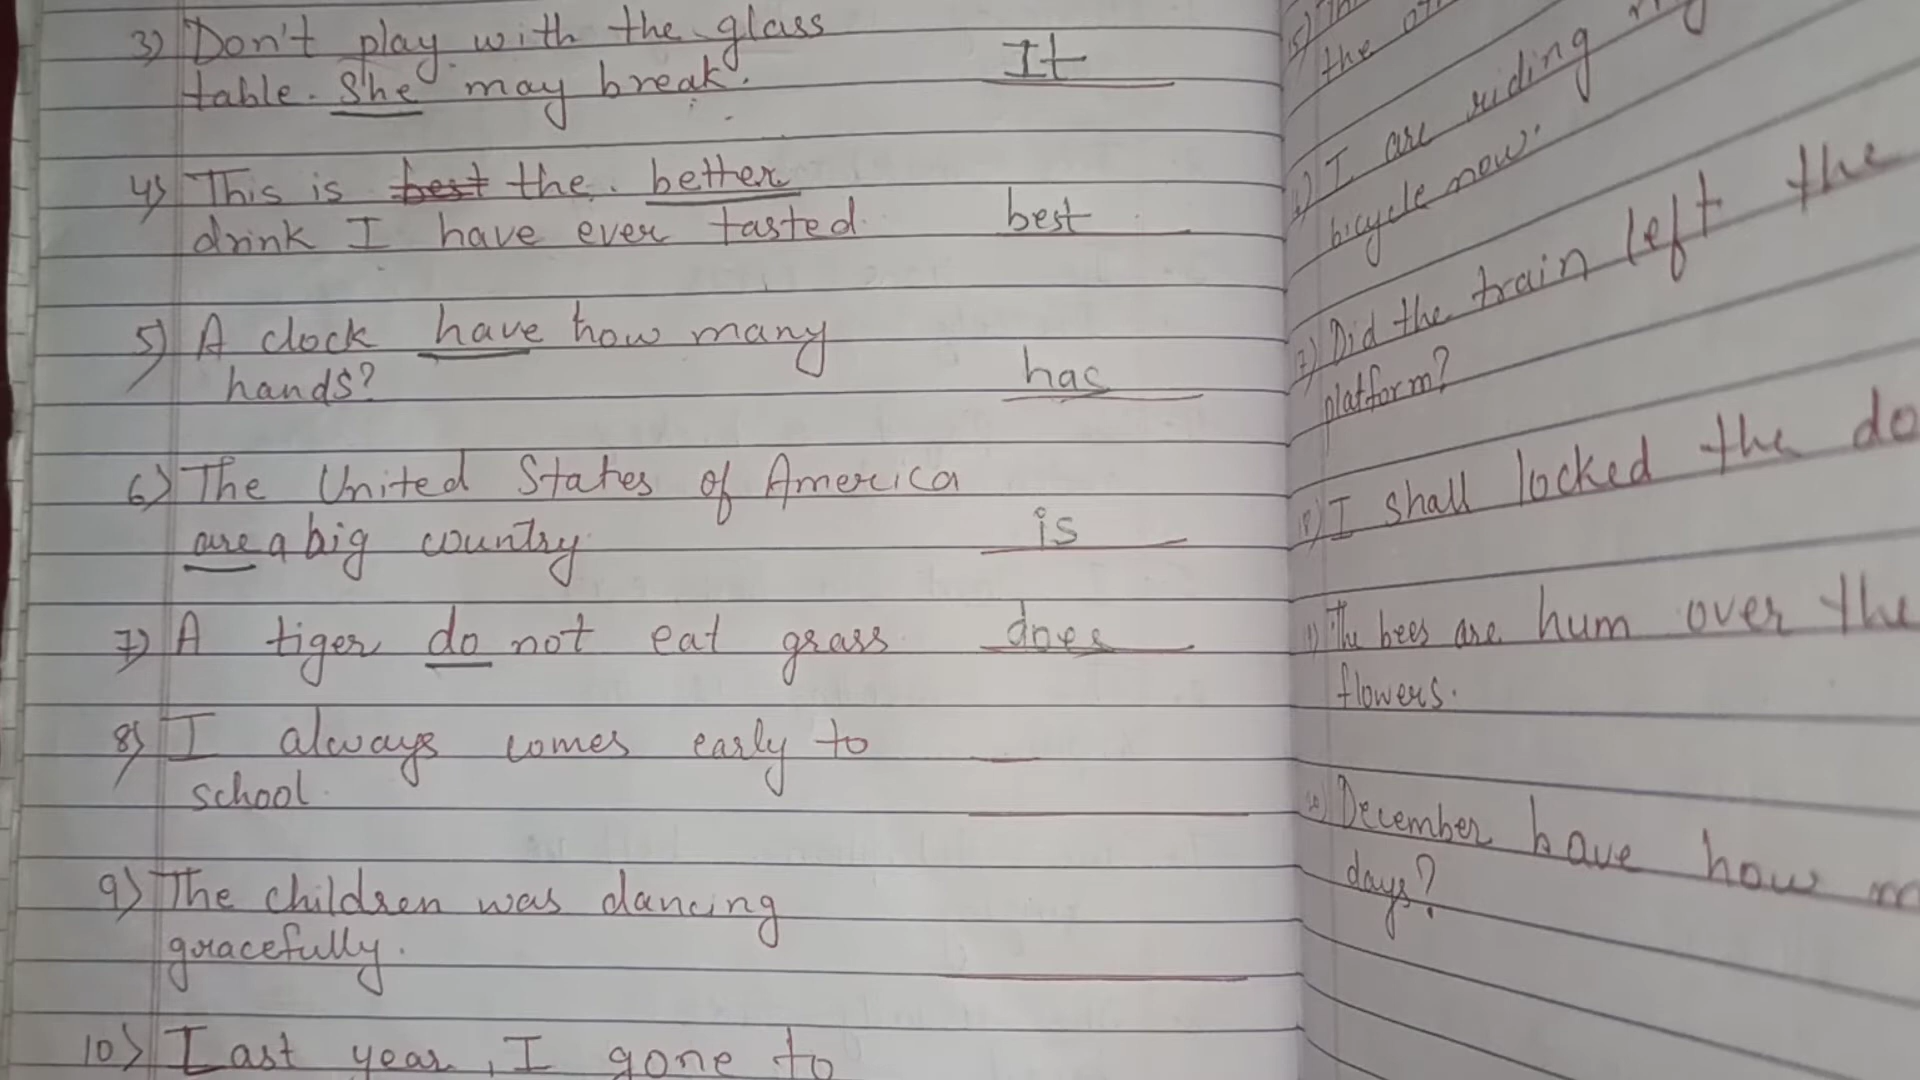 3) Don't play with the glass
table. She may break. It
4) This is best the better
drink I have ever tasted. best
5) A clock have how many
hands? has
6) The United States of America
are a big country is
7) A tiger do not eat grass does
8) I always comes early to
school.
9) The children was dancing
gracefully.
10) Last year, I gone to
the
I are riding
bicycle now.
7) Did the train left the
platform?
8) I shall locked the do
9) The bees are hum over the
flowers.
10) December have how m
days?